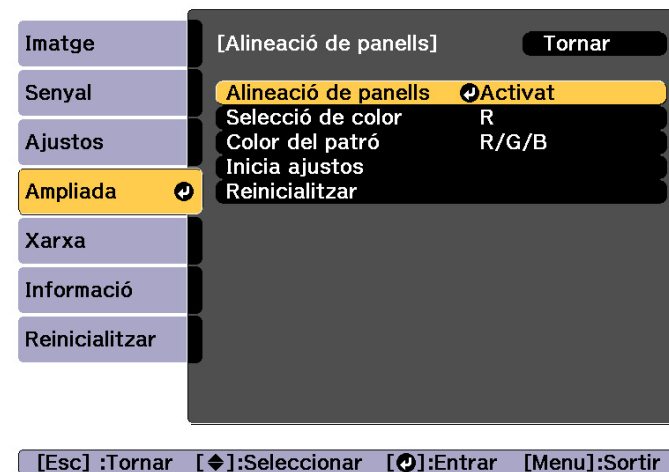 Imatge
Senyal
Ajustos
Ampliada
Xarxa
Informació
Reinicialitzar
[Alineació de panells] Tornar
Alineació de panells Activat
Selecció de color R
Color del patró R/G/B
Inicia ajustos
Reinicialitzar
[Esc] :Tornar [◆]:Seleccionar [↵]:Entrar [Menu]:Sortir